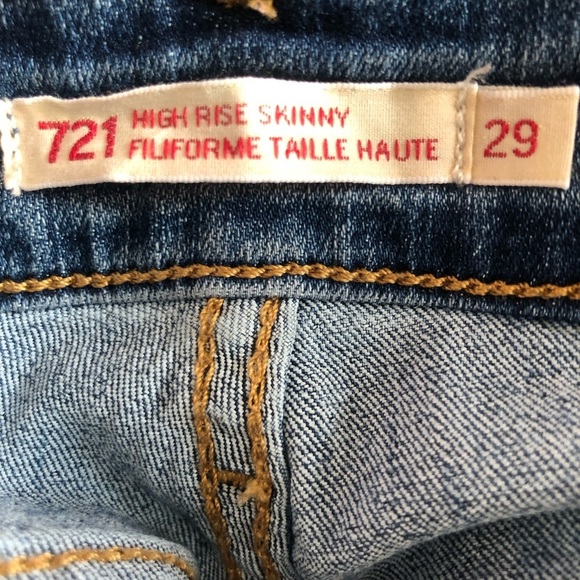 721 HIGH RISE SKINNY
FILIFORME TAILLE HAUTE
29